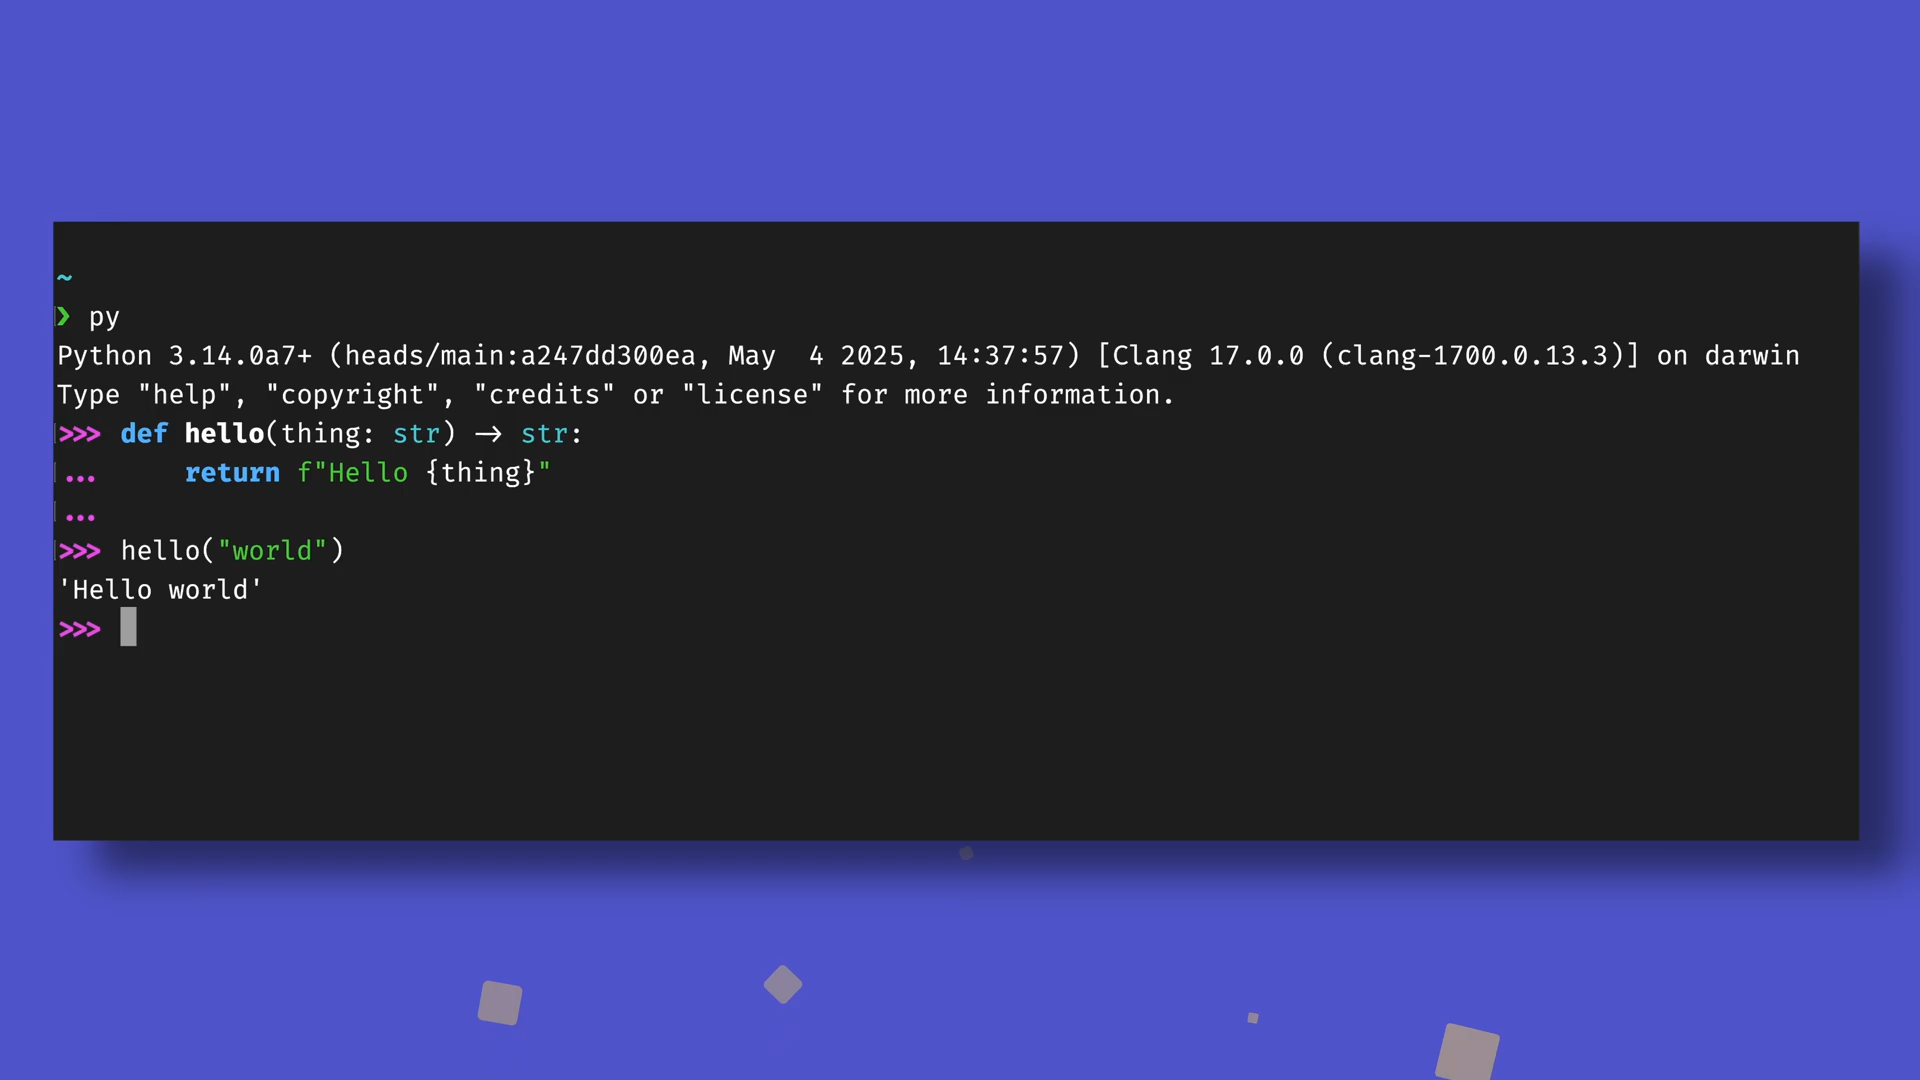 ~
❯ py
Python 3.14.0a7+ (heads/main:a247dd300ea, May  4 2025, 14:37:57) [Clang 17.0.0 (clang-1700.0.13.3)] on darwin
Type "help", "copyright", "credits" or "license" for more information.
>>> def hello(thing: str) -> str:
...     return f"Hello {thing}"
...
>>> hello("world")
'Hello world'
>>>